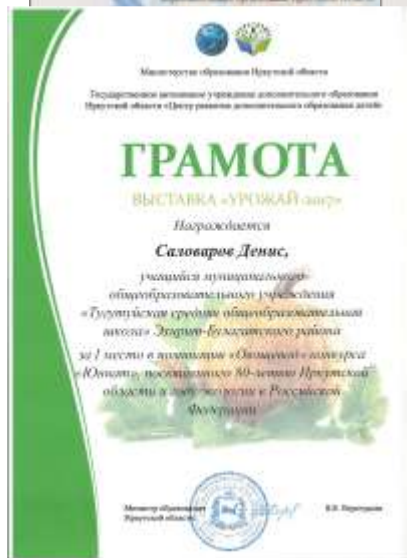 Министерство образования Иркутской области
Государственное автономное учреждение дополнительного образования
Иркутской области «Центр развития дополнительного образования детей»
ГРАМОТА
ВЫСТАВКА «УРОЖАЙ-2017»
Награждается
Саловаров Денис,
учащийся муниципального
общеобразовательного учреждения
«Тугутуйская средняя общеобразовательная
школа» Эхирит-Булагатского района
за I место в номинации «Овощевод» конкурса
«Юннат», посвященного 80-летию Иркутской
области и году экологии в Российской
Федерации
Министр образования
Иркутской области
В.В.